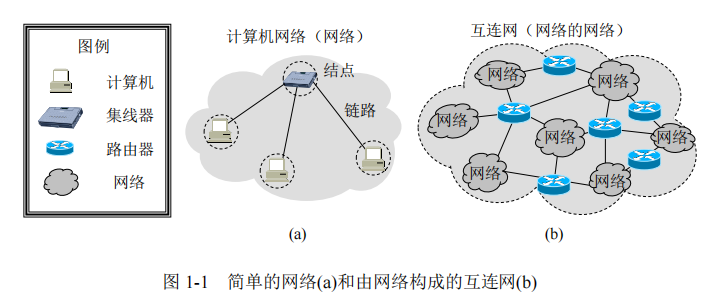 图例
计算机
集线器
路由器
网络
计算机网络（网络）
结点
链路
(a)
互连网（网络的网络）
网络
网络
网络
网络
网络
网络
网络
(b)
图 1-1 简单的网络(a)和由网络构成的互连网(b)